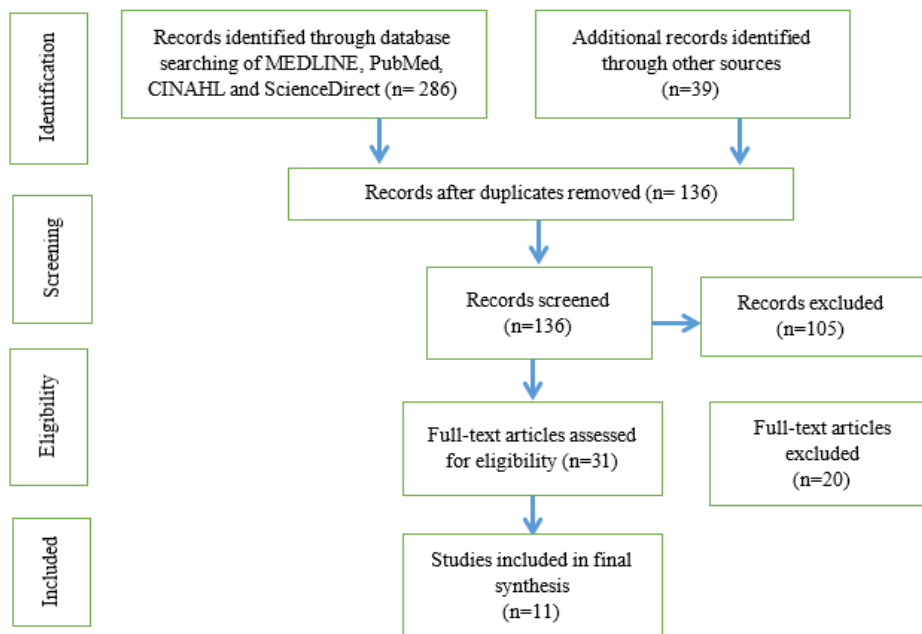 Identification
Records identified through database
searching of MEDLINE, PubMed,
CINAHL and ScienceDirect (n= 286)
Additional records identified
through other sources
(n=39)
Records after duplicates removed (n= 136)
Screening
Records screened
(n=136)
Records excluded
(n=105)
Eligibility
Full-text articles assessed
for eligibility (n=31)
Full-text articles
excluded
(n=20)
Included
Studies included in final
synthesis
(n=11)